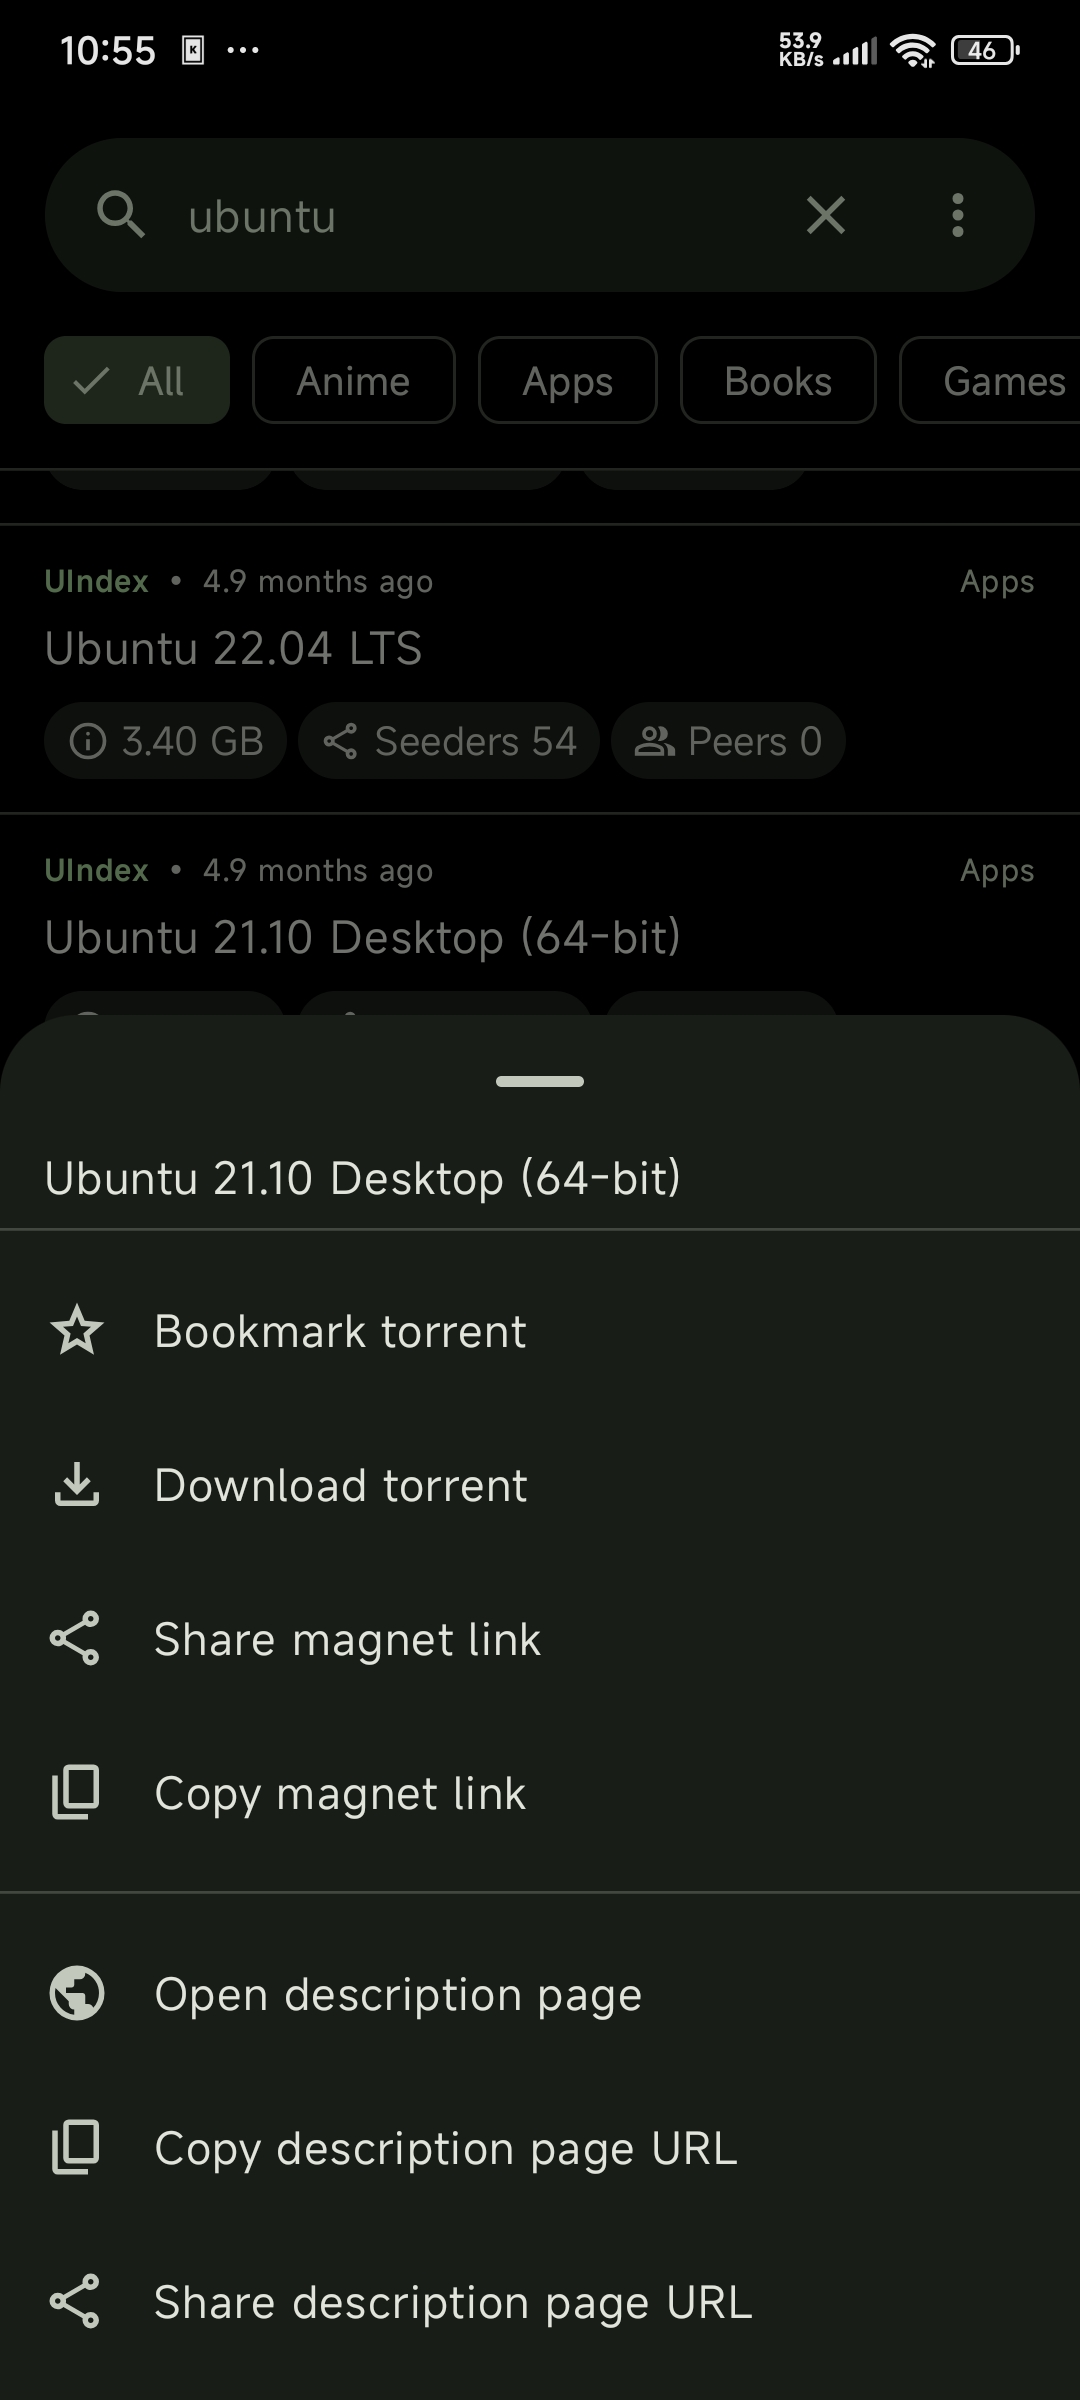 10:55 K ... 53.9 KB/s 46
ubuntu
All Anime Apps Books Games
UIndex • 4.9 months ago Apps
Ubuntu 22.04 LTS
3.40 GB Seeders 54 Peers 0
UIndex • 4.9 months ago Apps
Ubuntu 21.10 Desktop (64-bit)
Ubuntu 21.10 Desktop (64-bit)
Bookmark torrent
Download torrent
Share magnet link
Copy magnet link
Open description page
Copy description page URL
Share description page URL